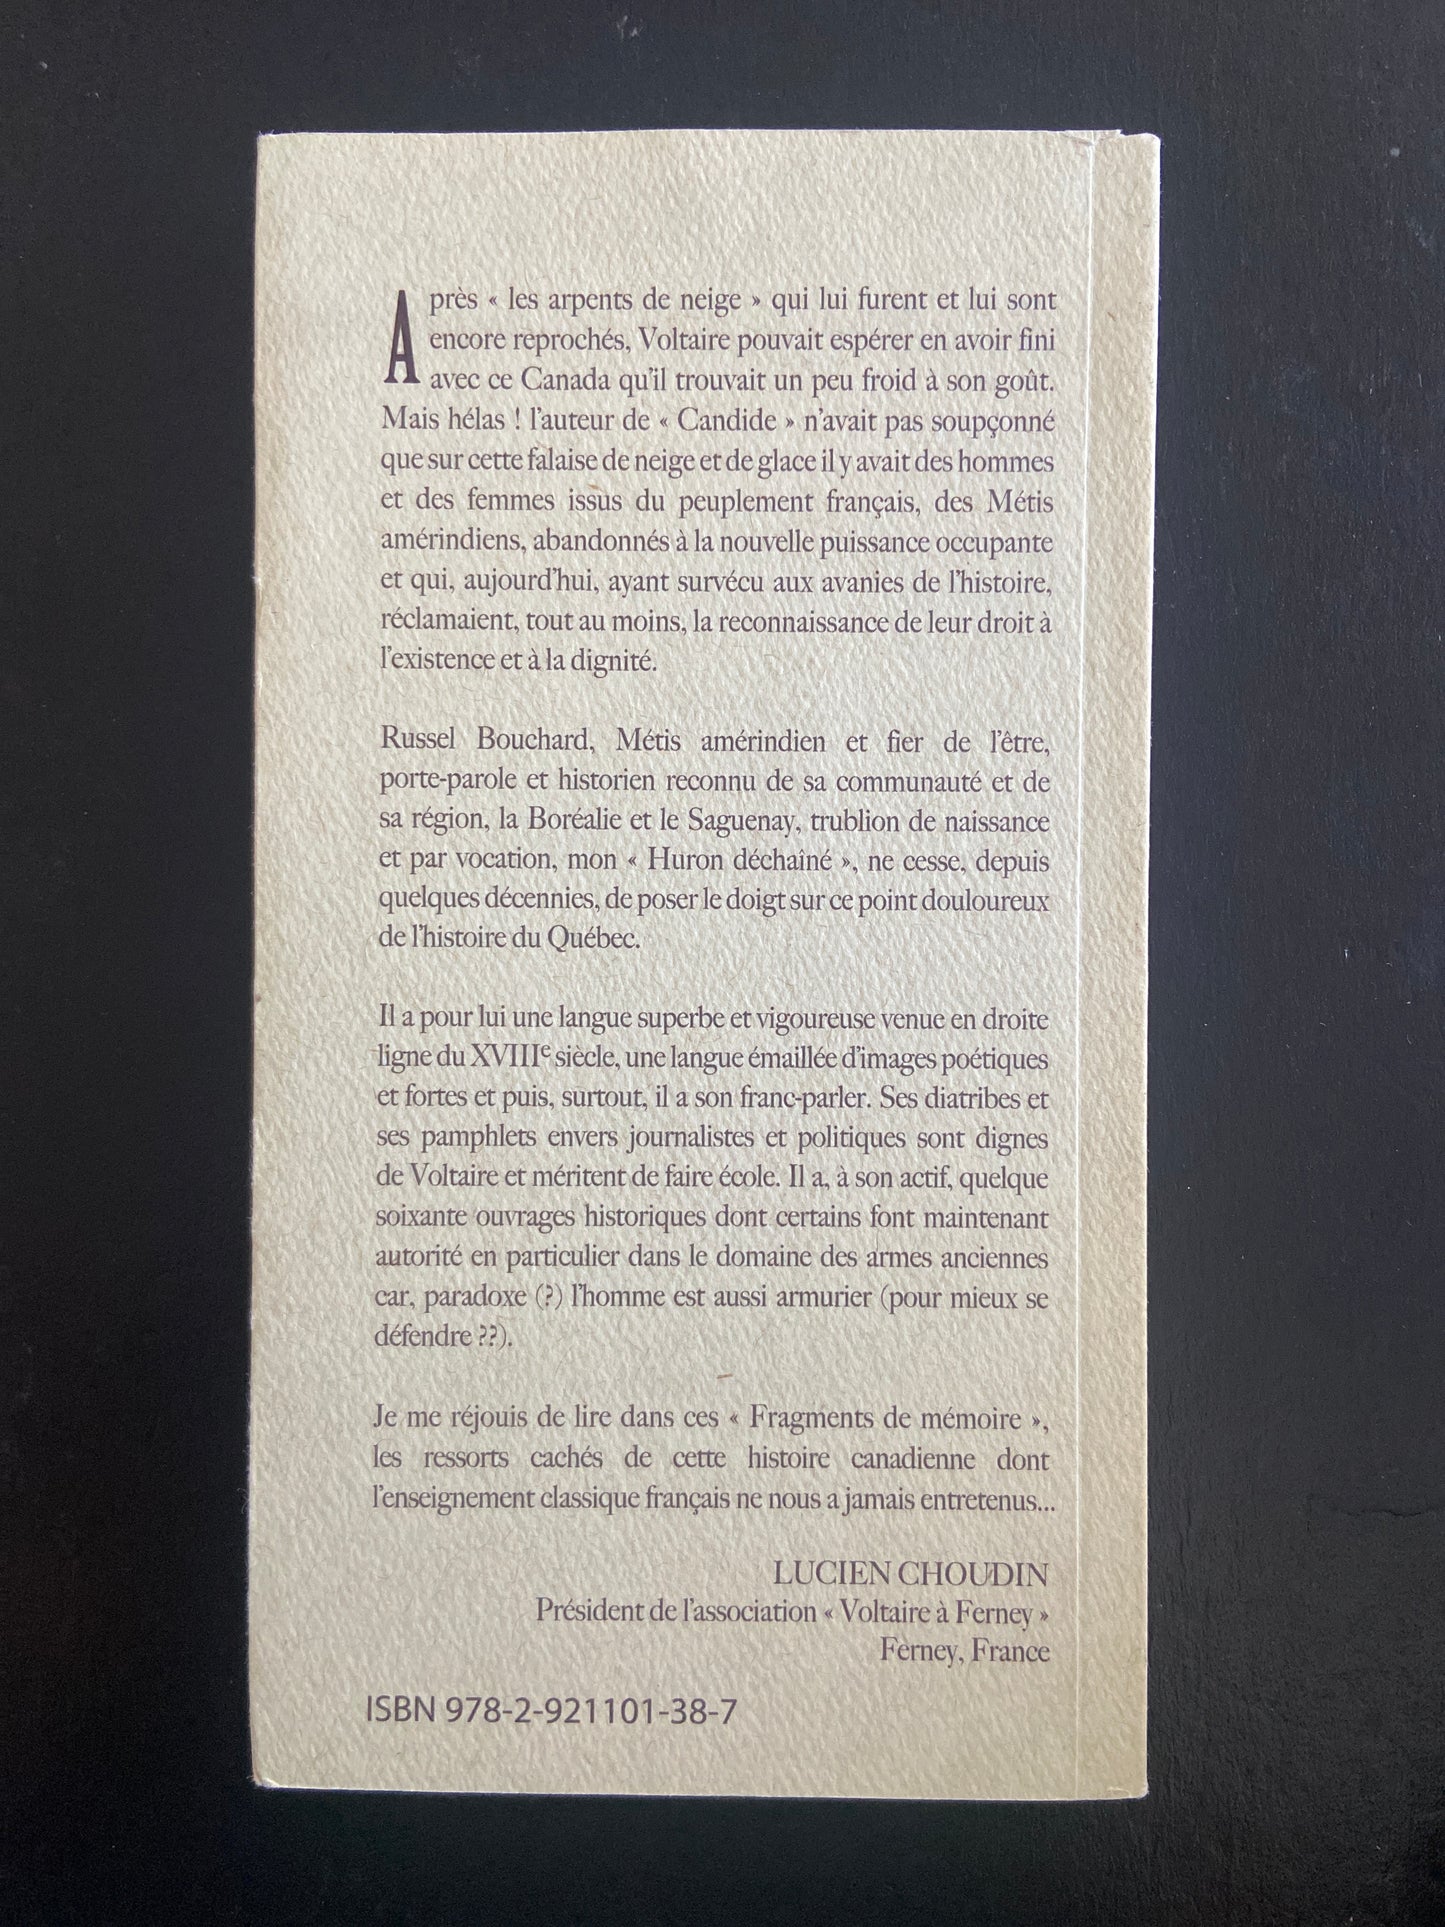 Après « les arpents de neige » qui lui furent et lui sont
encore reprochés, Voltaire pouvait espérer en avoir fini
avec ce Canada qu'il trouvait un peu froid à son goût.
Mais hélas ! l'auteur de « Candide » n'avait pas soupçonné
que sur cette falaise de neige et de glace il y avait des hommes
et des femmes issus du peuplement français, des Métis
amérindiens, abandonnés à la nouvelle puissance occupante
et qui, aujourd'hui, ayant survécu aux avanies de l'histoire,
réclamaient, tout au moins, la reconnaissance de leur droit à
l'existence et à la dignité.
Russel Bouchard, Métis amérindien et fier de l'être,
porte-parole et historien reconnu de sa communauté et de
sa région, la Boréalie et le Saguenay, trublion de naissance
et par vocation, mon « Huron déchaîné », ne cesse, depuis
quelques décennies, de poser le doigt sur ce point douloureux
de l'histoire du Québec.
Il a pour lui une langue superbe et vigoureuse venue en droite
ligne du XVIIIe siècle, une langue émaillée d'images poétiques
et fortes et puis, surtout, il a son franc-parler. Ses diatribes et
ses pamphlets envers journalistes et politiques sont dignes
de Voltaire et méritent de faire école. Il a, à son actif, quelque
soixante ouvrages historiques dont certains font maintenant
autorité en particulier dans le domaine des armes anciennes
car, paradoxe (?) l'homme est aussi armurier (pour mieux se
défendre ??).
Je me réjouis de lire dans ces « Fragments de mémoire »,
les ressorts cachés de cette histoire canadienne dont
l'enseignement classique français ne nous a jamais entretenus...
LUCIEN CHOUDIN
Président de l'association « Voltaire à Ferney »
Ferney, France
ISBN 978-2-921101-38-7